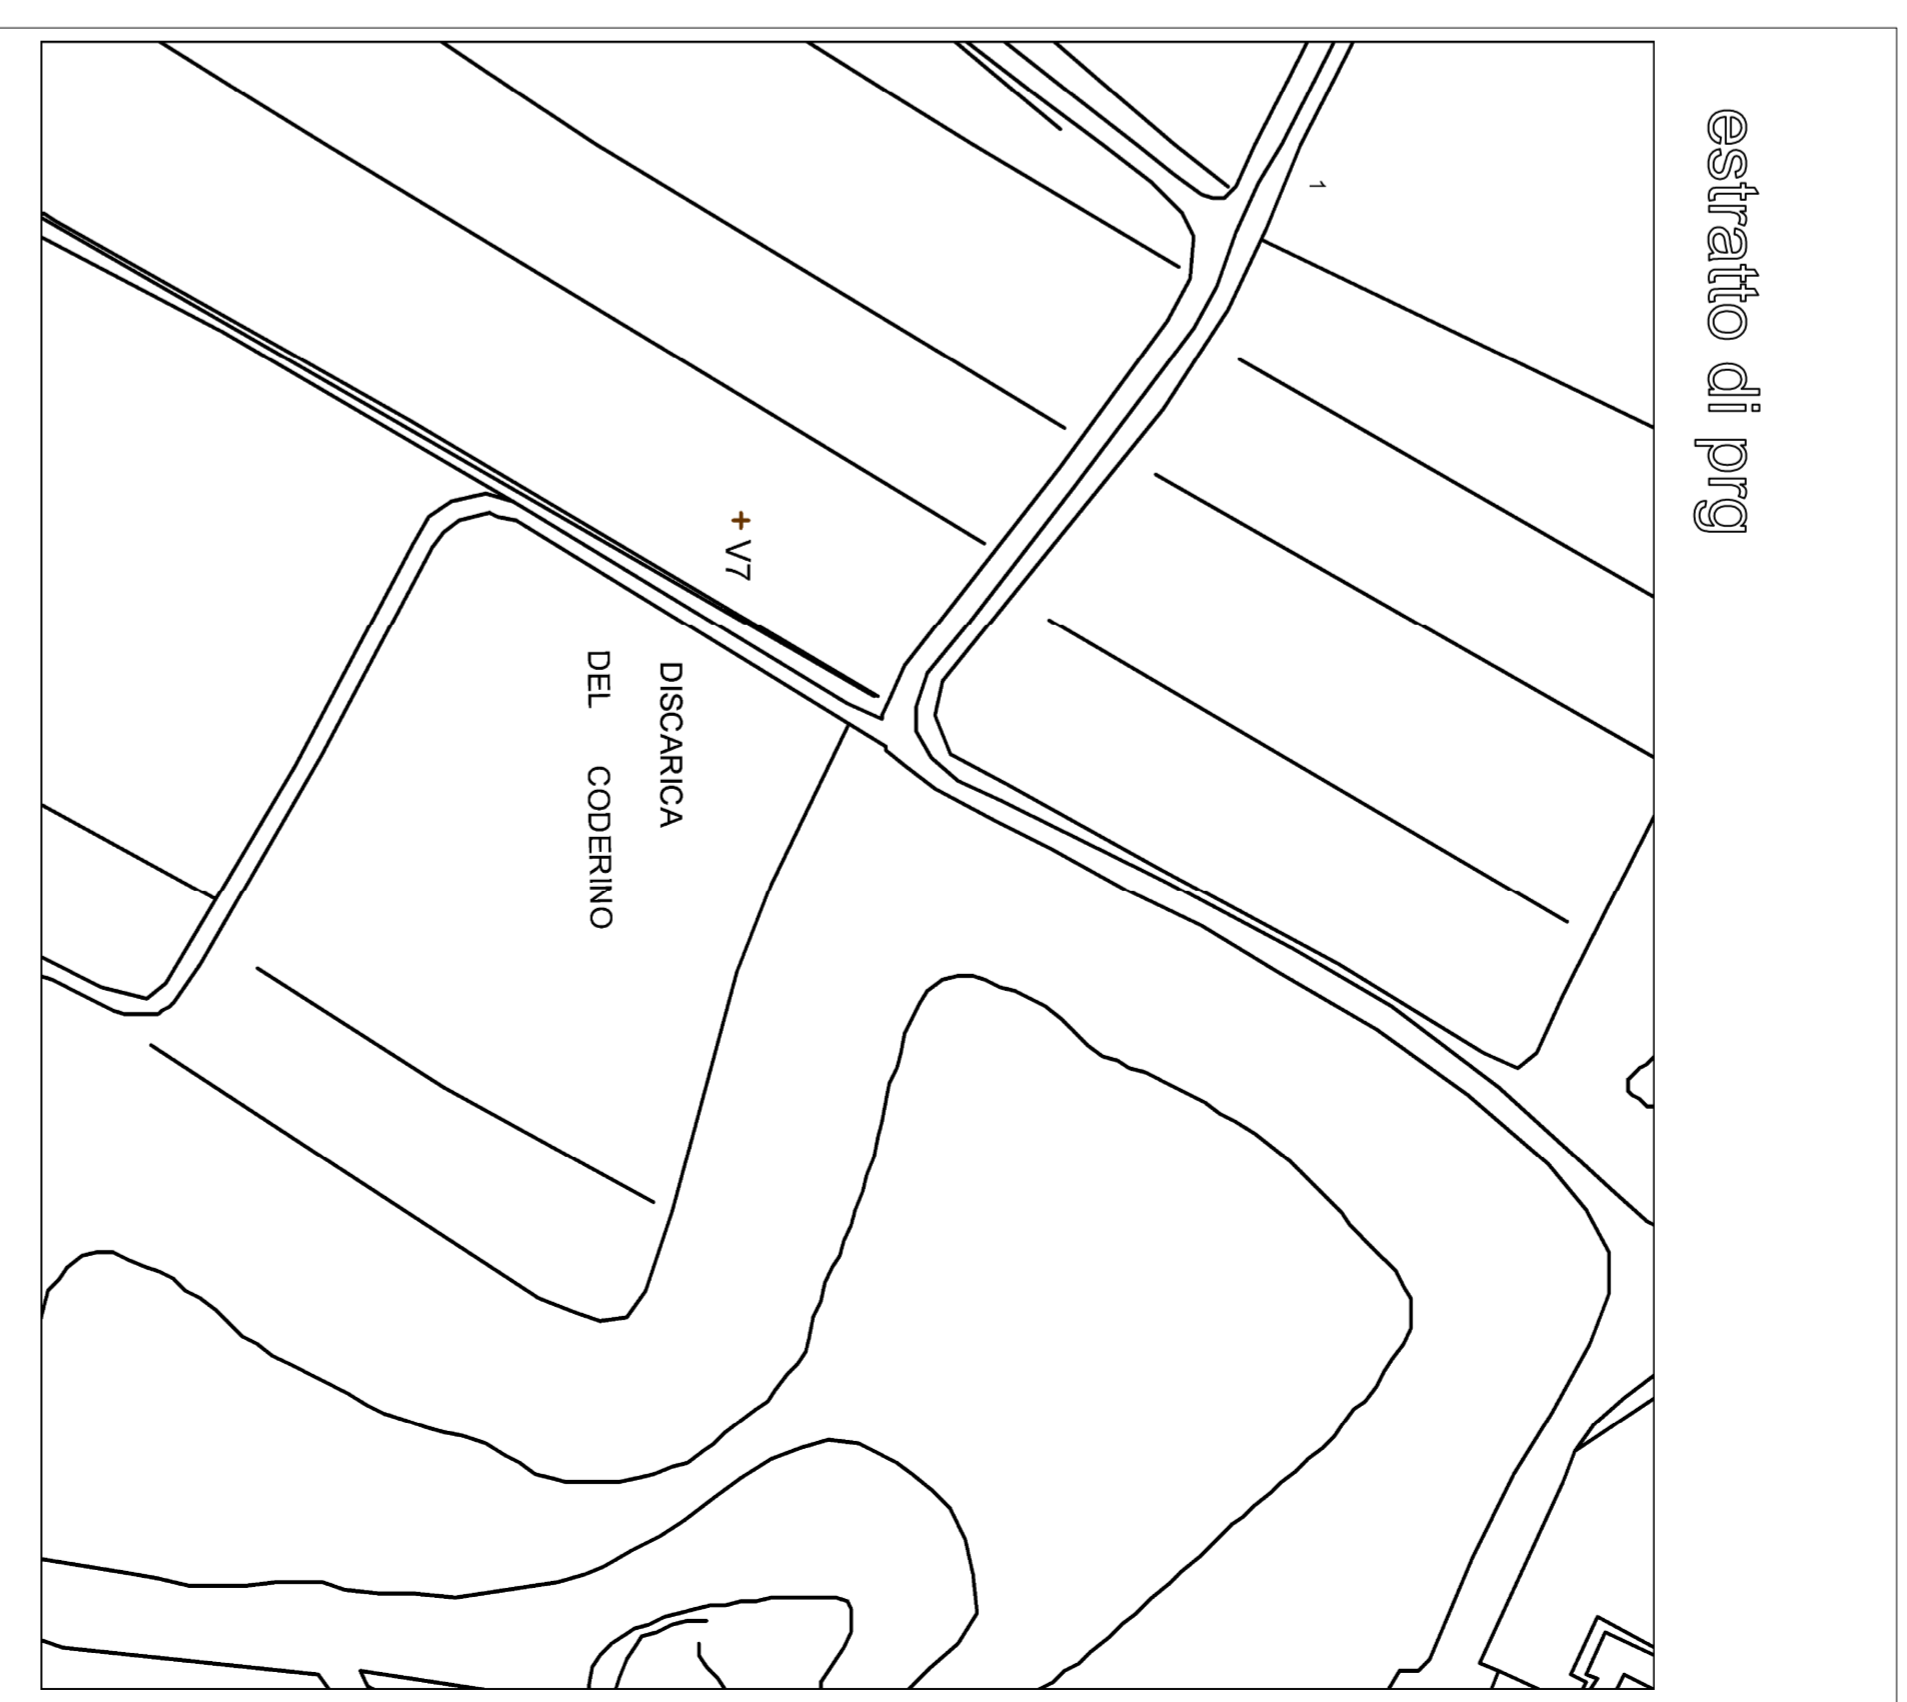 estratto di prg
1
+ V7
DISCARICA
DEL CODERINO